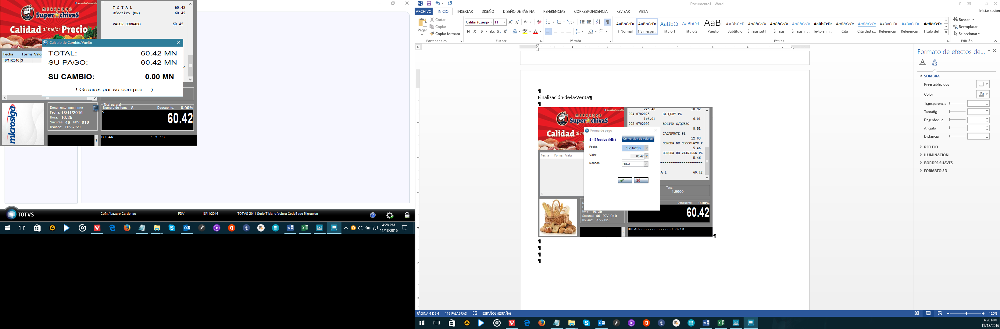 MERCADOS
Super chivas
Mercados Superchivas
Calidad al mejor Precio
T O T A L 60.42
Efectivo (MN) 60.42
VALOR COBRADO 60.42
Calculo de Cambio/Vuelto
TOTAL: 60.42 MN
SU PAGO: 60.42 MN
SU CAMBIO: 0.00 MN
! Gracias por su compra... :)
Fecha Forma Valo
18/11/2016 $
microsiga
Documento: 00000033
Fecha: 18/11/2016
Hora: 16:25
Sucursal 46 PDV: 010
Usuario: PDV - C29
Total parcial
Numero de items: 8 Descuento: 0.00%
$
60.42
?
DOLAR...............: 3.13
TOTVS
Ccfn / Lazaro Cardenas PDV 18/11/2016 TOTVS 2011 Serie T Manufactura CodeBase Migracion
4:28 PM
11/18/2016
Documento1 - Word
Iniciar sesión
ARCHIVO INICIO INSERTAR DISEÑO DISEÑO DE PÁGINA REFERENCIAS CORRESPONDENCIA REVISAR VISTA
Pegar
Cortar
Copiar
Copiar formato
Portapapeles
Calibri (Cuerpo 11
N K S abc x₂ x²
Fuente
Párrafo
AaBbCcDc AaBbCcDc AaBbCc AaBbCcD AaB AaBbCcD AaBbCcDc AaBbCcDc AaBbCcDc AaBbCcDc AaBbCcDc AaBbCcDc AABBCCDD AABBCCDD AaBbCcDc
¶ Normal ¶ Sin espa... Título 1 Título 2 Puesto Subtítulo Énfasis sutil Énfasis Énfasis int... Texto en n... Cita Cita desta... Referencia... Referencia... Título del...
Estilos
Buscar
Reemplazar
Seleccionar
Edición
1 2 3 4 5 6 7
¶
Finalización·de·la·Venta¶
¶
Mercados Superchivas
MERCADOS
Super chivas
Calidad al m
2x5.46 10.92
004 0702075 BISQUET PZ
1x6.01 6.01
005 0702092 BOLITA C/QUESO
8.51
CACAHUATE PZ
12.03
CONCHA DE CHOCOLATE P
5.46
CONCHA DE VAINILLA PZ
5.46
A L 60.42
Forma de pago
$ - Efectivo (MN) Conversion de valores
Fecha 18/11/2016 ?
Valor 60.42 ?
Moneda PESO
Fecha Forma Valor
Tasa
1.0000
Descuento: 0.00%
60.42
Hora: 16:25
Sucursal 46 PDV: 010
Usuario: PDV - C29
?
DOLAR...............: 3.13
¶
¶
¶
¶
¶
Formato de efectos de...
SOMBRA
Preestablecidos
Color
Transparencia
Tamaño
Desenfoque
Ángulo
Distancia
REFLEJO
ILUMINACIÓN
BORDES SUAVES
FORMATO 3D
PÁGINA 4 DE 4 118 PALABRAS ESPAÑOL (ESPAÑA) 120%
4:28 PM
11/18/2016